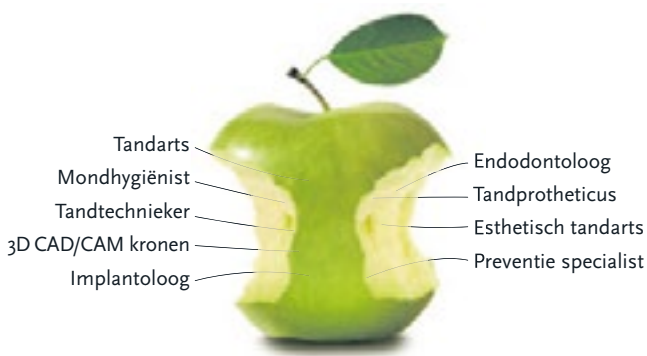 Tandarts
Mondhygiënist
Tandtechnieker
3D CAD/CAM kronen
Implantoloog
Endodontoloog
Tandprotheticus
Esthetisch tandarts
Preventie specialist